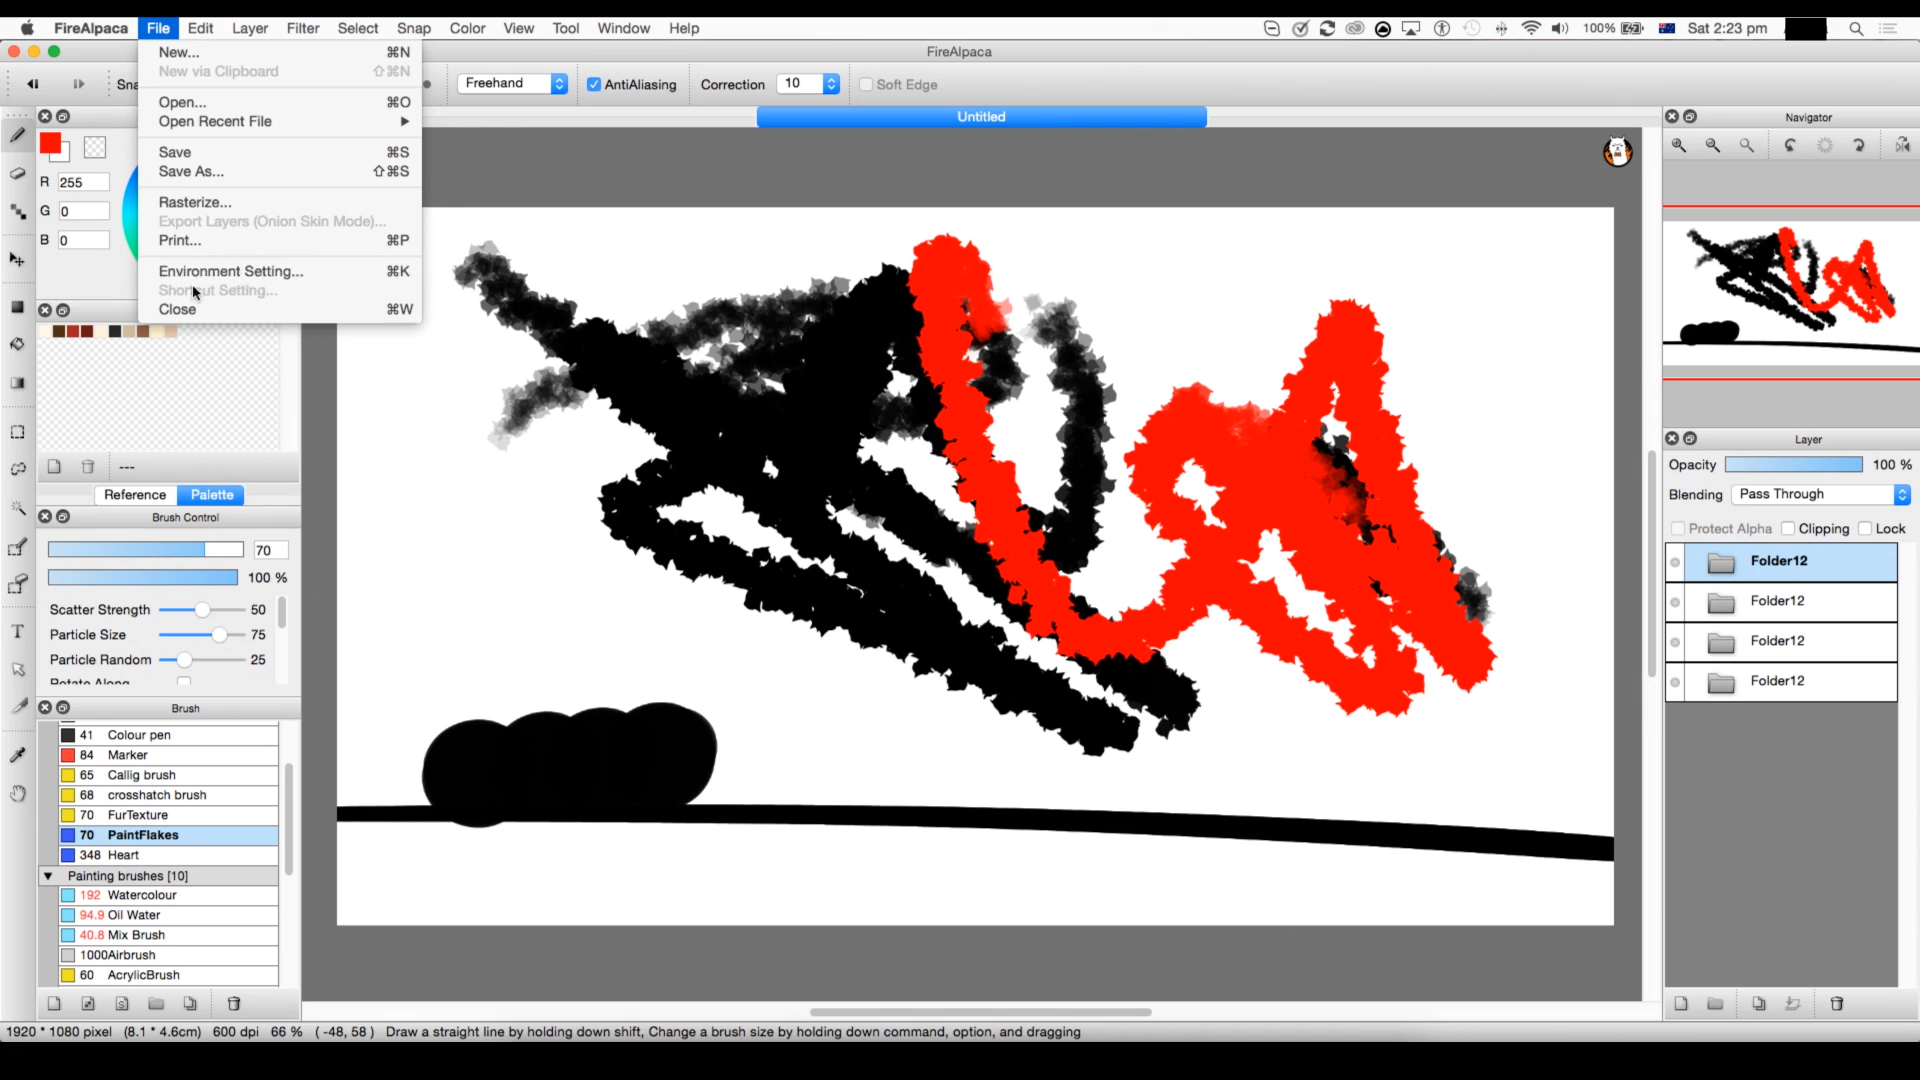 FireAlpaca File Edit Layer Filter Select Snap Color View Tool Window Help 100% Sat 2:23 pm
FireAlpaca
Freehand AntiAliasing Correction 10 Soft Edge
Untitled
New... ⌘N
New via Clipboard ⇧⌘N
Open... ⌘O
Open Recent File ▶
Save ⌘S
Save As... ⇧⌘S
Rasterize...
Export Layers (Onion Skin Mode)...
Print... ⌘P
Environment Setting... ⌘K
Shortcut Setting...
Close ⌘W
R 255
G 0
B 0
---
Reference Palette
Brush Control
70
100 %
Scatter Strength 50
Particle Size 75
Particle Random 25
Rotate Along
Brush
41 Colour pen
84 Marker
65 Callig brush
68 crosshatch brush
70 FurTexture
70 PaintFlakes
348 Heart
Painting brushes [10]
192 Watercolour
94.9 Oil Water
40.8 Mix Brush
1000Airbrush
60 AcrylicBrush
Navigator
Layer
Opacity 100 %
Blending Pass Through
Protect Alpha Clipping Lock
Folder12
Folder12
Folder12
Folder12
1920 * 1080 pixel (8.1 * 4.6cm) 600 dpi 66 % ( -48, 58 ) Draw a straight line by holding down shift, Change a brush size by holding down command, option, and dragging